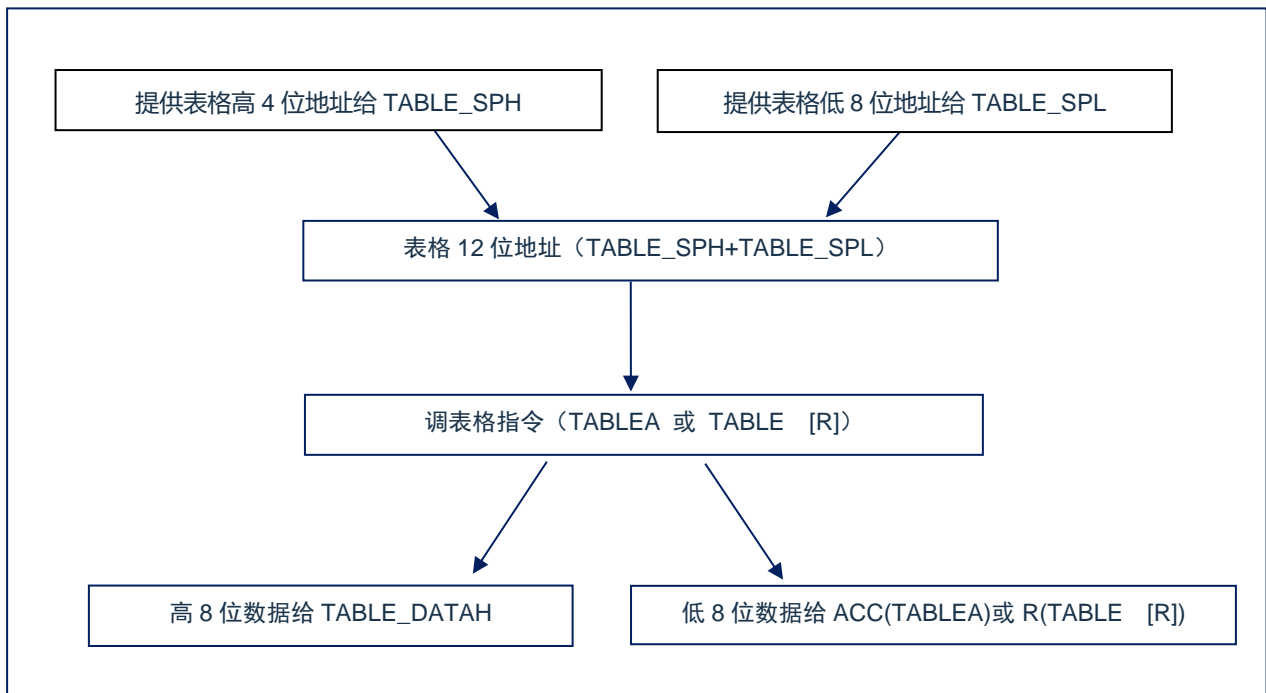 提供表格高 4 位地址给 TABLE_SPH
提供表格低 8 位地址给 TABLE_SPL
表格 12 位地址（TABLE_SPH+TABLE_SPL）
调表格指令（TABLEA 或 TABLE [R]）
高 8 位数据给 TABLE_DATAH
低 8 位数据给 ACC(TABLEA)或 R(TABLE [R])